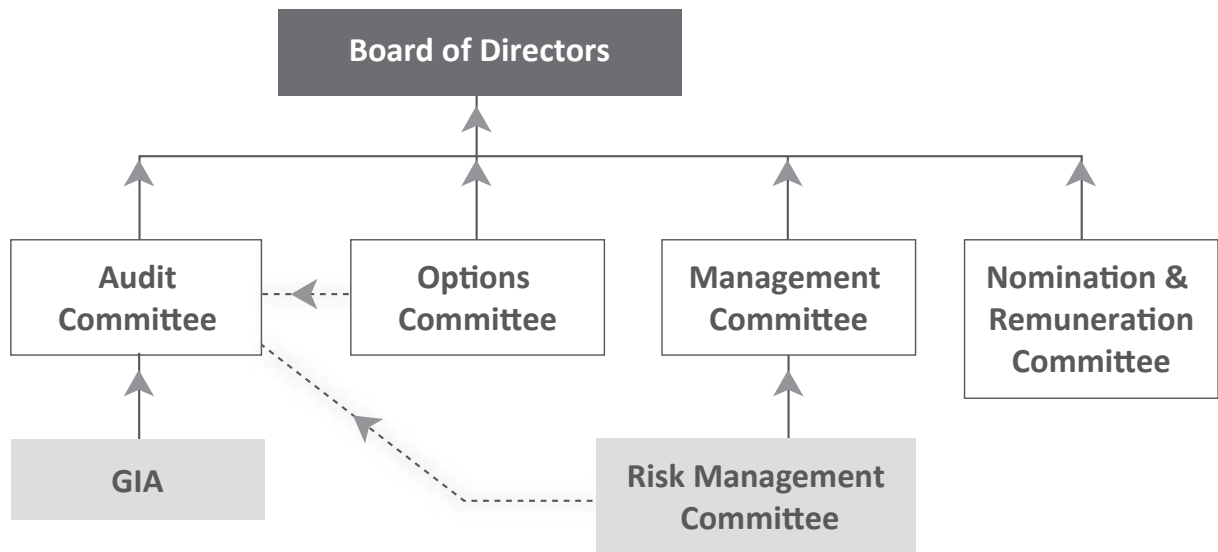 Board of Directors
Audit
Committee
Options
Committee
Management
Committee
Nomination &
Remuneration
Committee
GIA
Risk Management
Committee